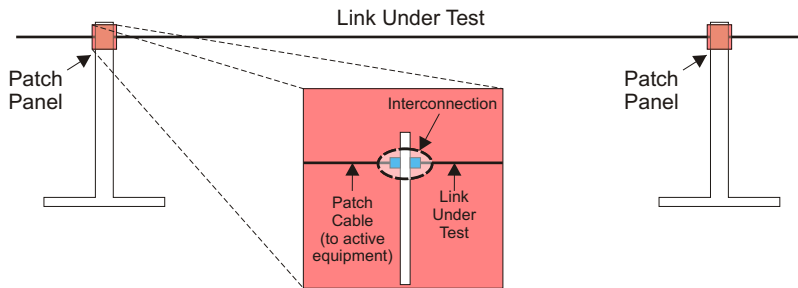 Link Under Test
Patch
Panel
Patch
Panel
Interconnection
Patch
Cable
(to active
equipment)
Link
Under
Test